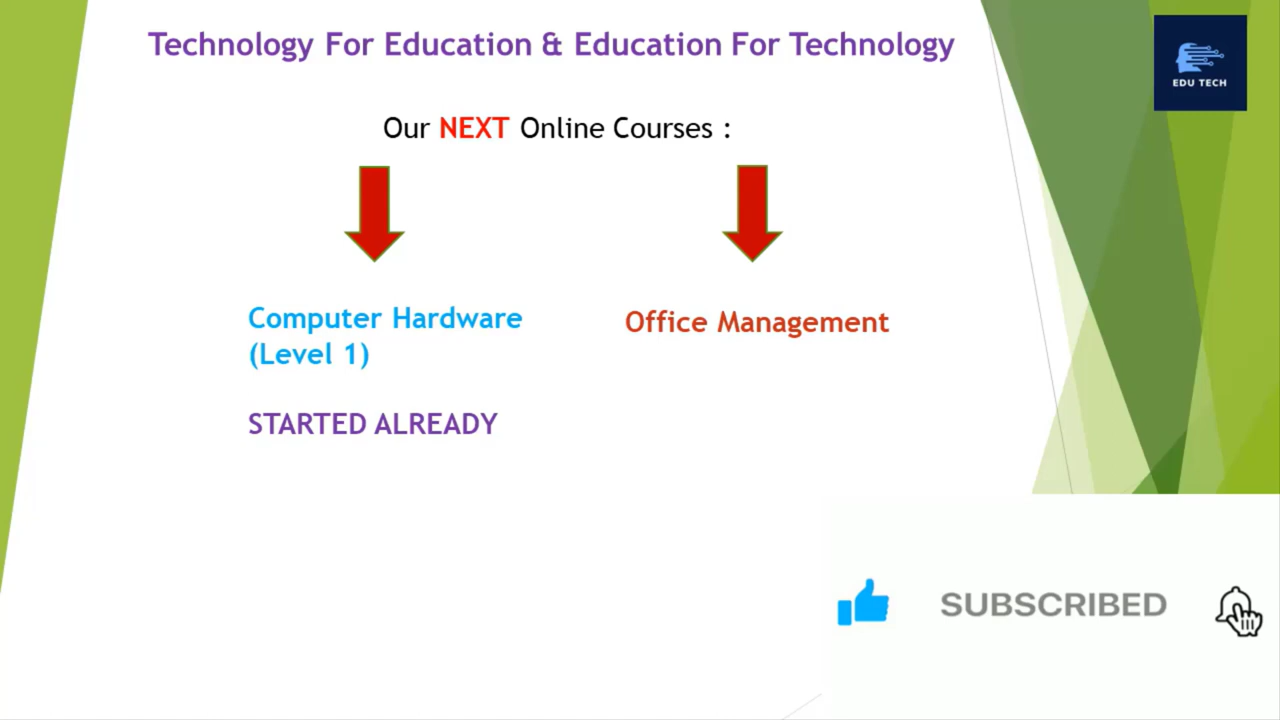 Technology For Education & Education For Technology
EDU TECH
Our NEXT Online Courses :
Computer Hardware
(Level 1)
Office Management
STARTED ALREADY
SUBSCRIBED